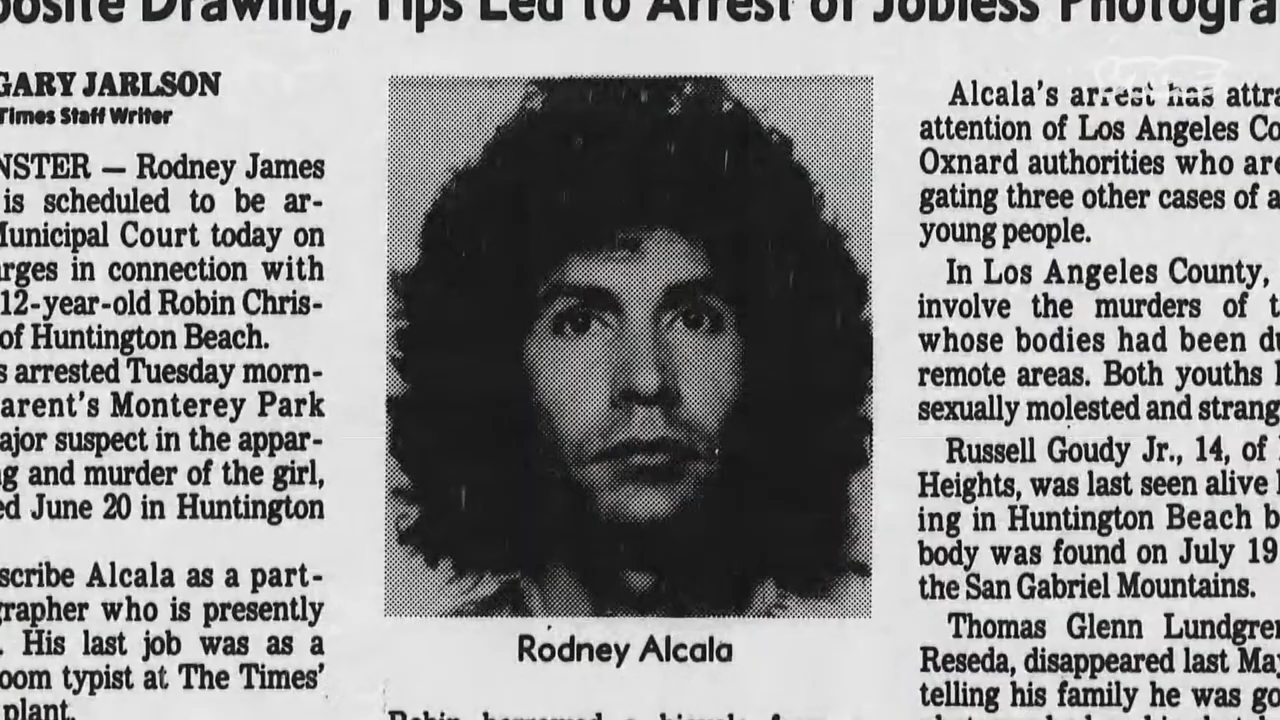 posite Drawing, Tips Led to Arrest of Jobless Photogra
GARY JARLSON
Times Staff Writer
NSTER — Rodney James
is scheduled to be ar-
Municipal Court today on
arges in connection with
12-year-old Robin Chris-
of Huntington Beach.
s arrested Tuesday morn-
arent's Monterey Park
ajor suspect in the appar-
g and murder of the girl,
ed June 20 in Huntington
scribe Alcala as a part-
grapher who is presently
. His last job was as a
oom typist at The Times'
plant.
Rodney Alcala
Robin borrowed a bicycle from a
Alcala's arrest has attra
attention of Los Angeles Co
Oxnard authorities who are
gating three other cases of a
young people.
In Los Angeles County,
involve the murders of t
whose bodies had been du
remote areas. Both youths h
sexually molested and strang
Russell Goudy Jr., 14, of
Heights, was last seen alive
ing in Huntington Beach b
body was found on July 19
the San Gabriel Mountains.
Thomas Glenn Lundgren
Reseda, disappeared last May
telling his family he was go